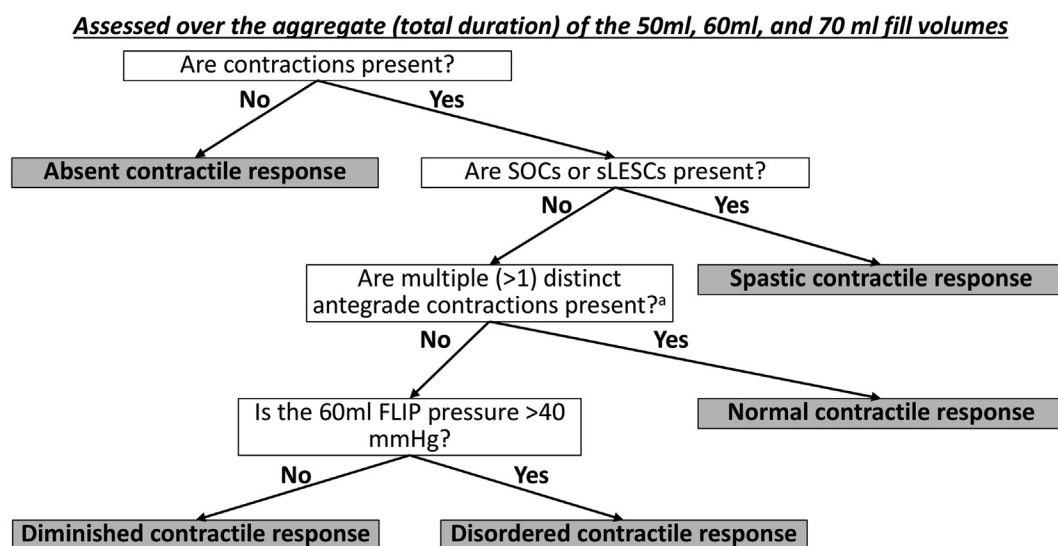 Assessed over the aggregate (total duration) of the 50ml, 60ml, and 70 ml fill volumes
Are contractions present?
No
Yes
Absent contractile response
Are SOCs or sLESCs present?
No
Yes
Are multiple (>1) distinct
antegrade contractions present?ᵃ
Spastic contractile response
No
Yes
Is the 60ml FLIP pressure >40
mmHg?
Normal contractile response
No
Yes
Diminished contractile response
Disordered contractile response